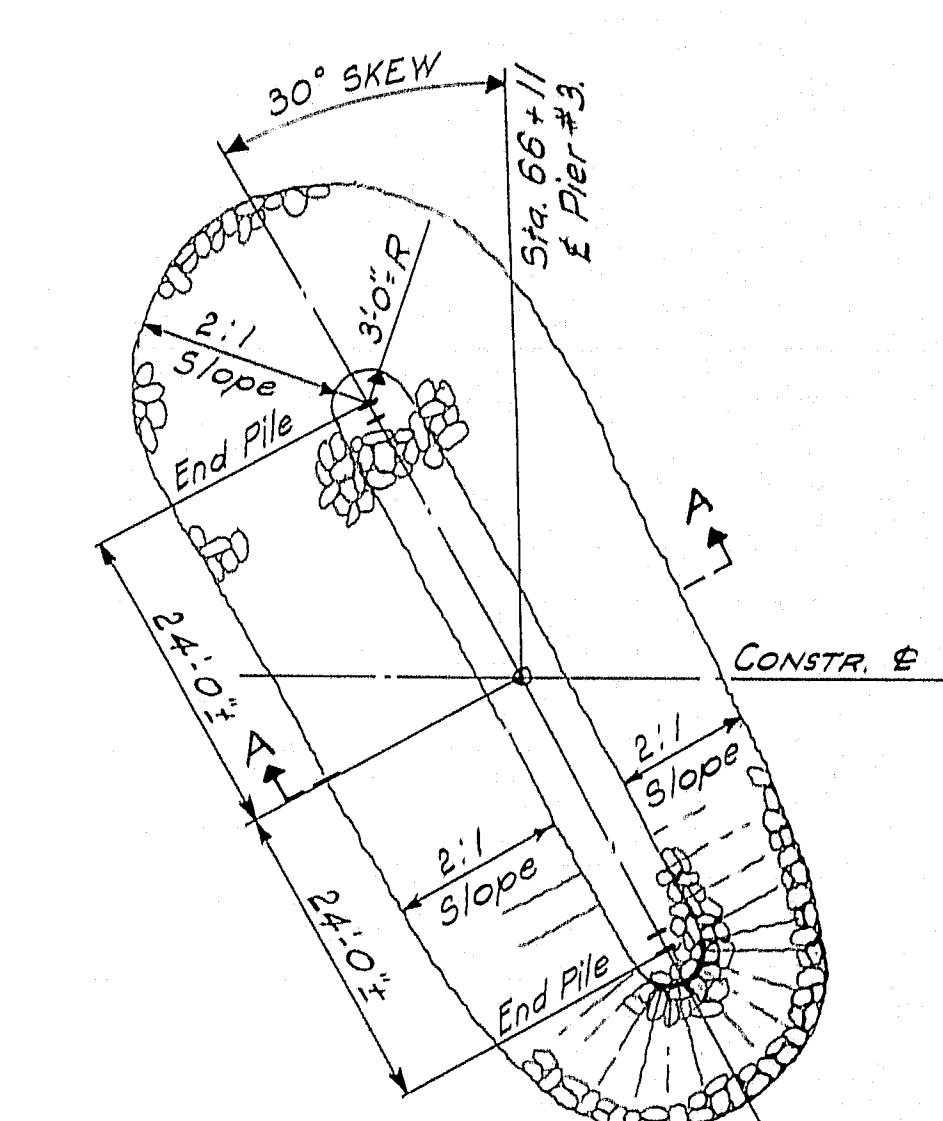 30° SKEW
Sta. 66+11
℄ Pier #3.
3'-0"=R
2:1
Slope
End Pile
A
24'-0"±
CONSTR. ℄
A
2:1
Slope
2:1
Slope
24'-0"±
End Pile